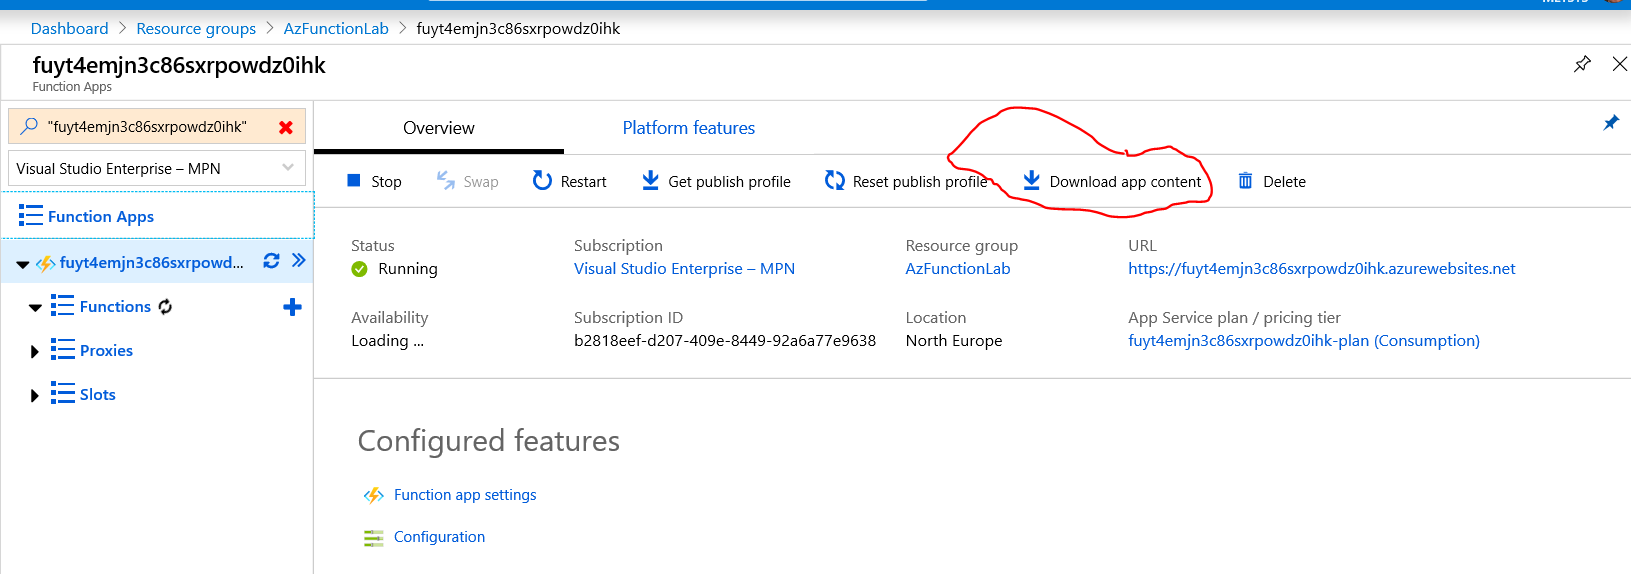 Dashboard > Resource groups > AzFunctionLab > fuyt4emjn3c86sxrpowdz0ihk
fuyt4emjn3c86sxrpowdz0ihk
Function Apps
"fuyt4emjn3c86sxrpowdz0ihk"
Visual Studio Enterprise – MPN
Function Apps
fuyt4emjn3c86sxrpowd...
Functions
Proxies
Slots
Overview Platform features
Stop Swap Restart Get publish profile Reset publish profile Download app content Delete
Status Subscription Resource group URL
Running Visual Studio Enterprise – MPN AzFunctionLab https://fuyt4emjn3c86sxrpowdz0ihk.azurewebsites.net
Availability Subscription ID Location App Service plan / pricing tier
Loading ... b2818eef-d207-409e-8449-92a6a77e9638 North Europe fuyt4emjn3c86sxrpowdz0ihk-plan (Consumption)
Configured features
Function app settings
Configuration